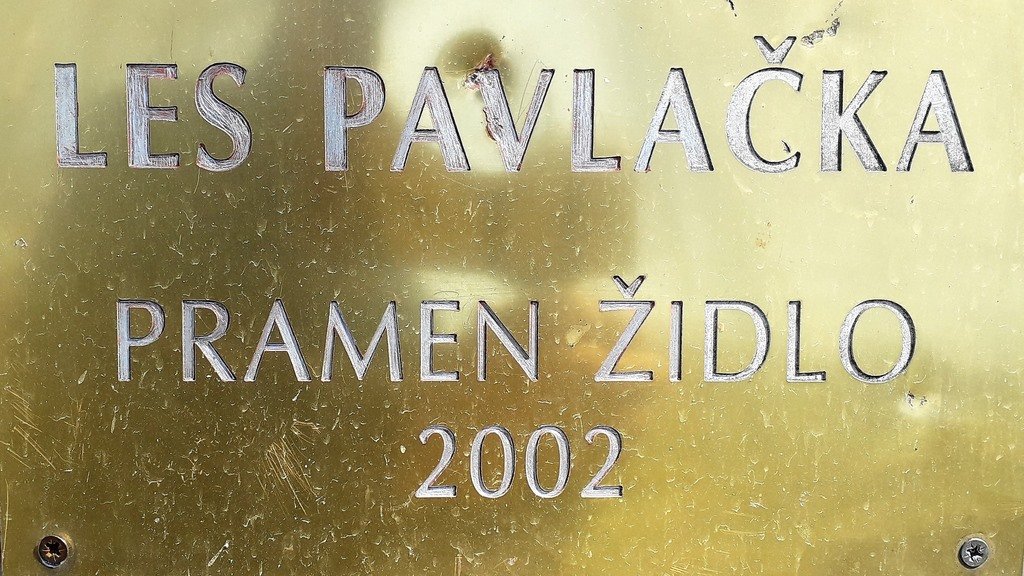 LES PAVLAČKA
PRAMEN ŽIDLO
2002